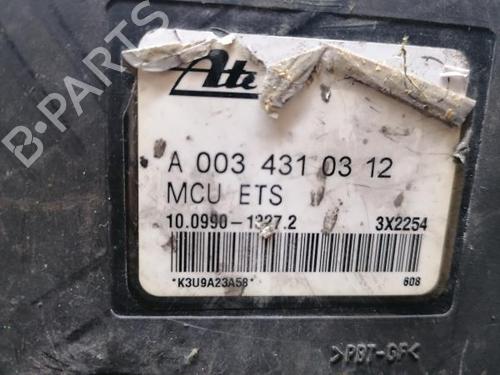 B-PARTS
Ate
A 003 431 03 12
MCU ETS
10.0990-1327.2 3X2254
*K3U9A23A58* 608
>PBT-GF<